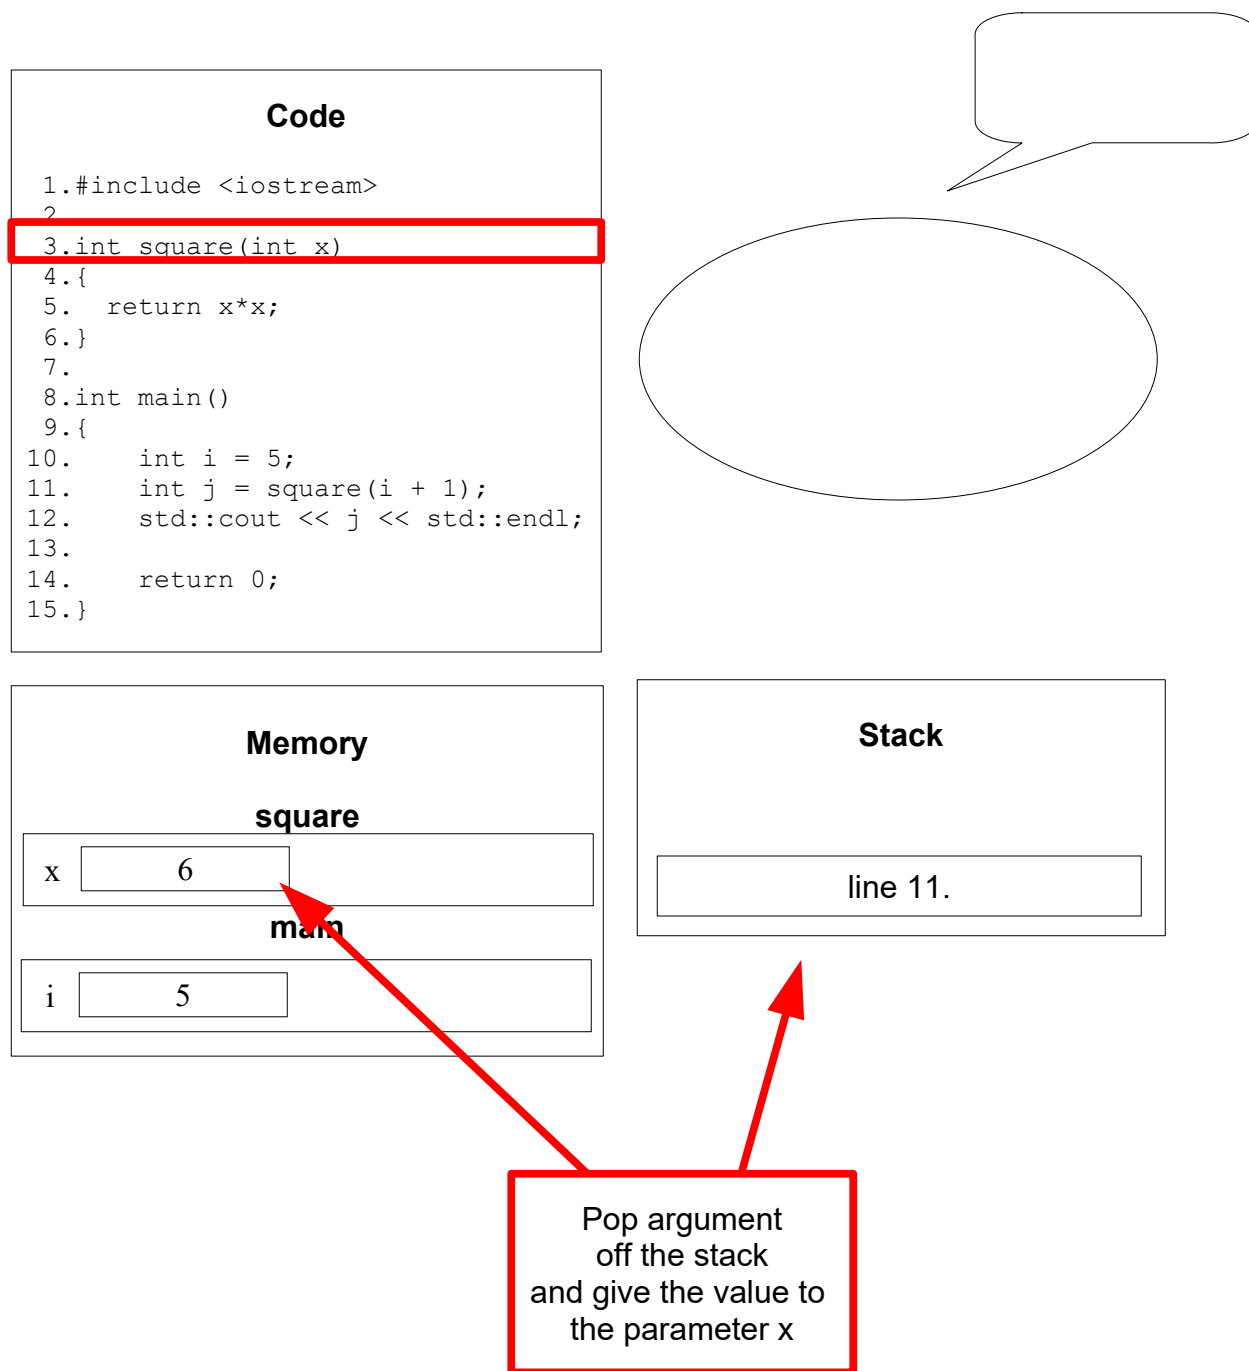 Code
1.#include <iostream>
2
3.int square(int x)
4.{
5.  return x*x;
6.}
7.
8.int main()
9.{
10.    int i = 5;
11.    int j = square(i + 1);
12.    std::cout << j << std::endl;
13.
14.    return 0;
15.}
Memory
square
x 6
main
i 5
Stack
line 11.
Pop argument
off the stack
and give the value to
the parameter x